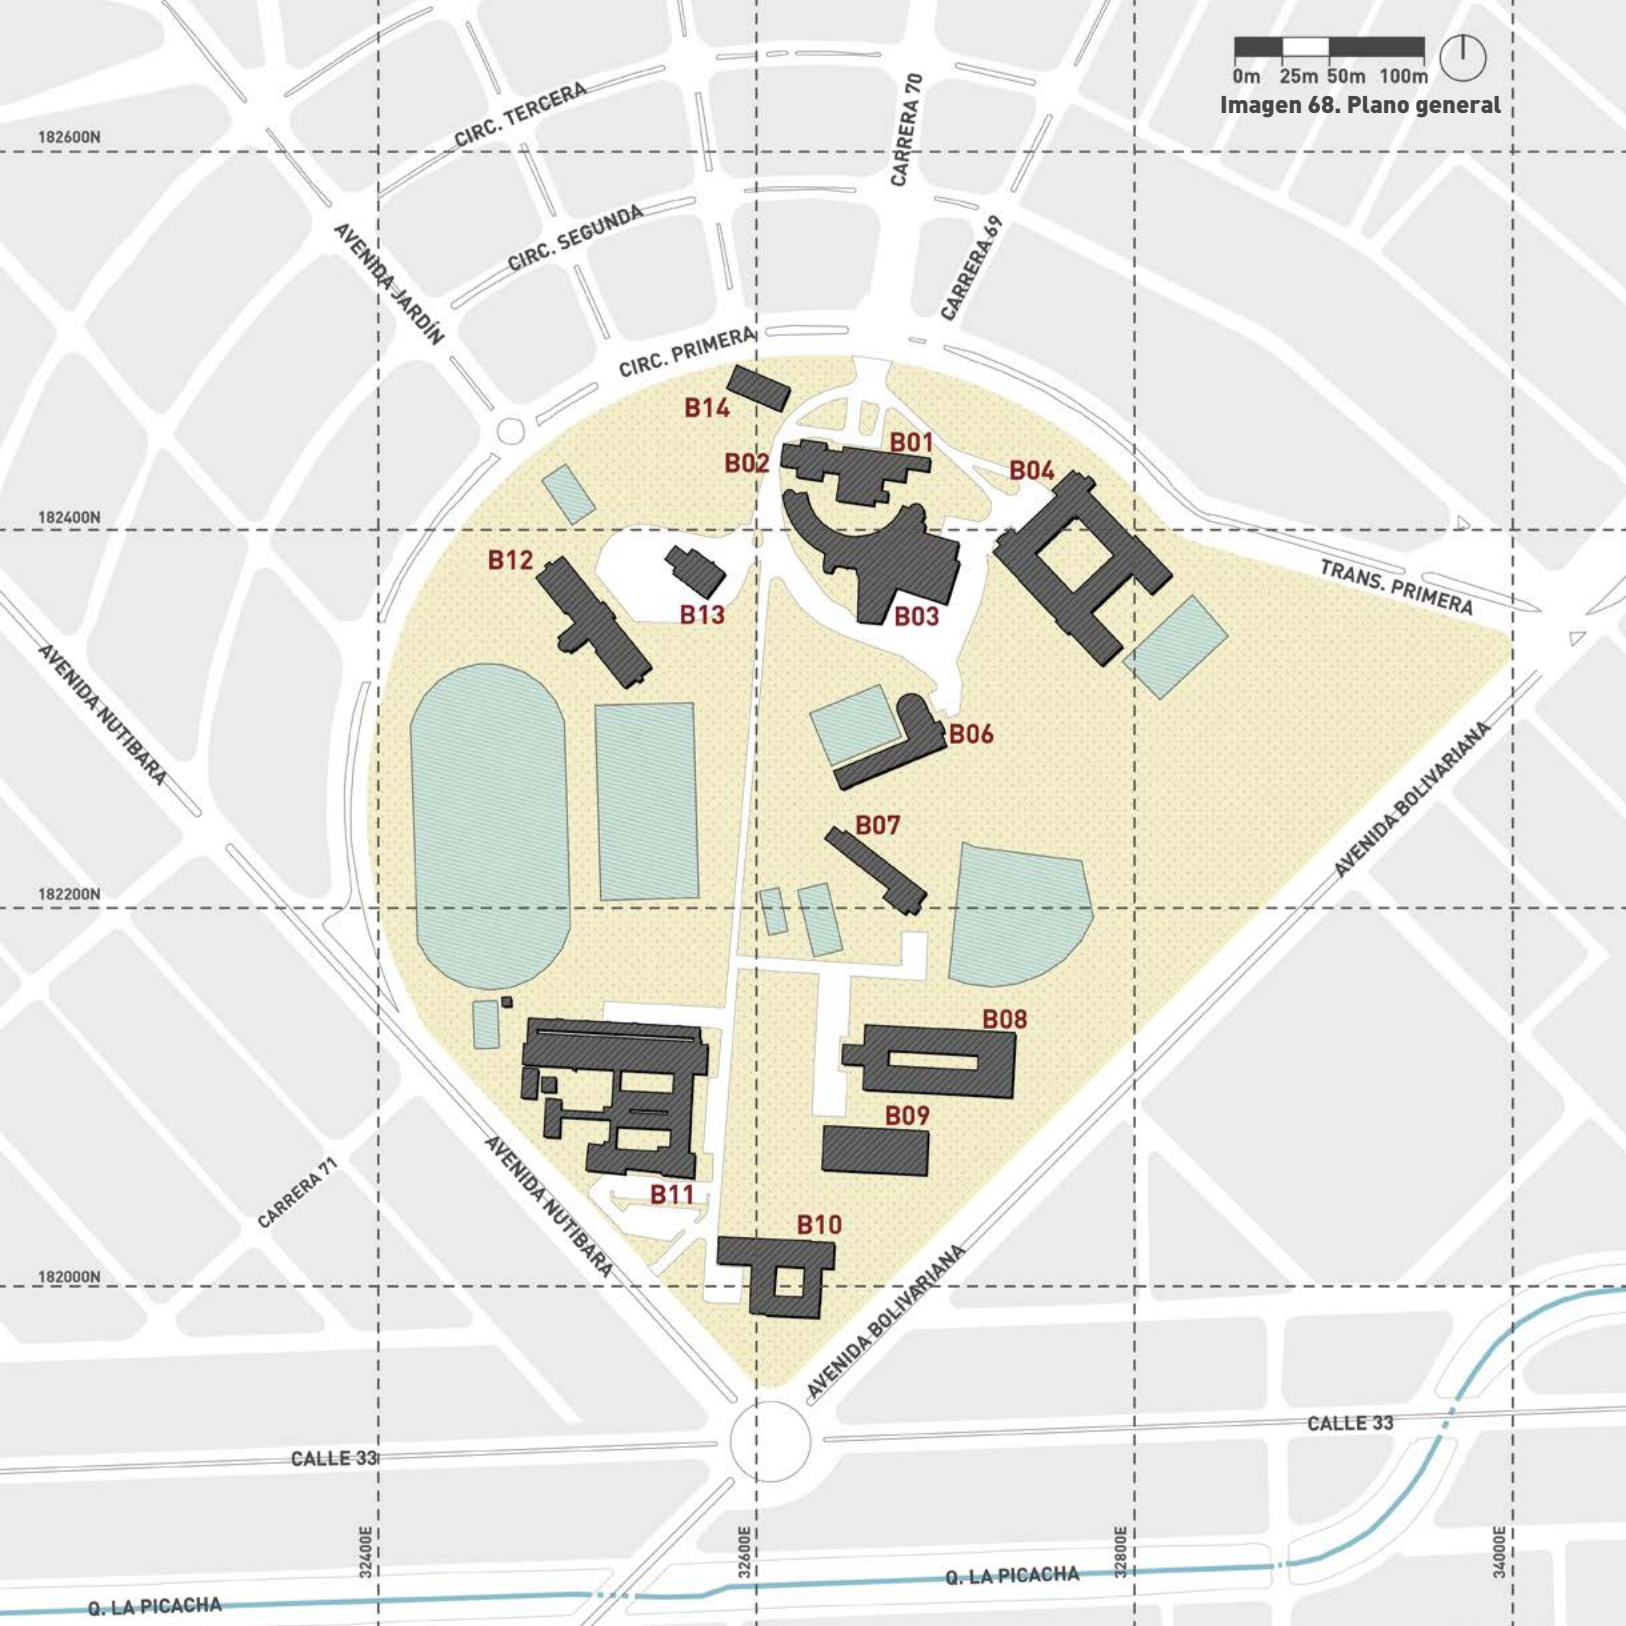 0m 25m 50m 100m
Imagen 68. Plano general
CARRERA 70
CIRC. TERCERA
182600N
CIRC. SEGUNDA
CARRERA 69
AVENIDA JARDÍN
CIRC. PRIMERA
B14
B01
B02
B04
182400N
B12
TRANS. PRIMERA
B13
B03
AVENIDA NUTIBARA
B06
AVENIDA BOLIVARIANA
B07
182200N
B08
B09
AVENIDA NUTIBARA
CARRERA 71
B11
B10
182000N
AVENIDA BOLIVARIANA
CALLE 33
CALLE 33
32400E
32600E
32800E
34000E
Q. LA PICACHA
Q. LA PICACHA